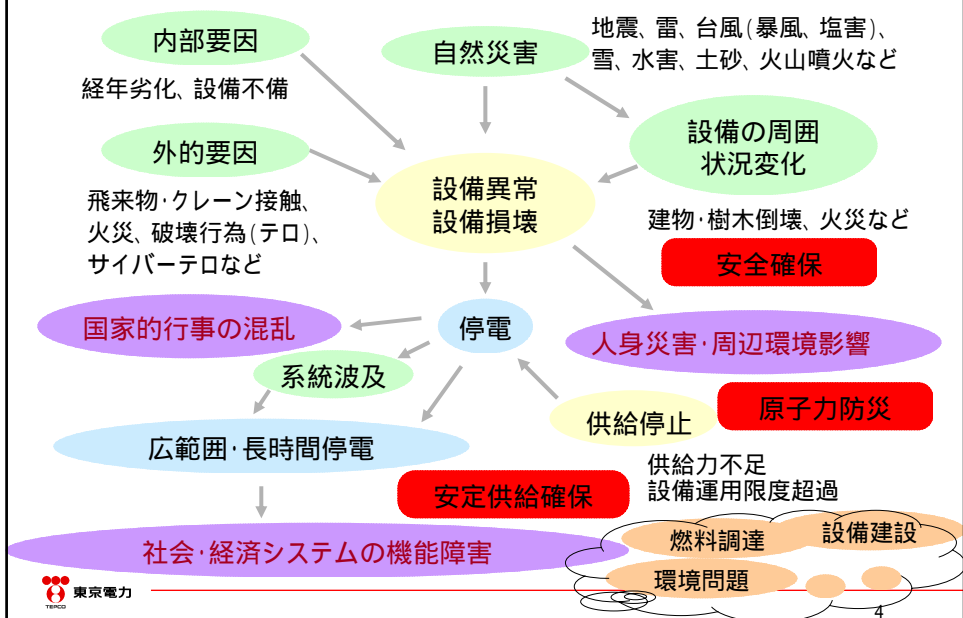 内部要因
経年劣化、設備不備
自然災害
地震、雷、台風(暴風、塩害)、
雪、水害、土砂、火山噴火など
外的要因
飛来物・クレーン接触、
火災、破壊行為(テロ)、
サイバーテロなど
設備異常
設備損壊
設備の周囲
状況変化
建物・樹木倒壊、火災など
安全確保
国家的行事の混乱
停電
人身災害・周辺環境影響
系統波及
原子力防災
広範囲・長時間停電
供給停止
供給力不足
設備運用限度超過
安定供給確保
社会・経済システムの機能障害
燃料調達
設備建設
環境問題
東京電力
TEPCO
4